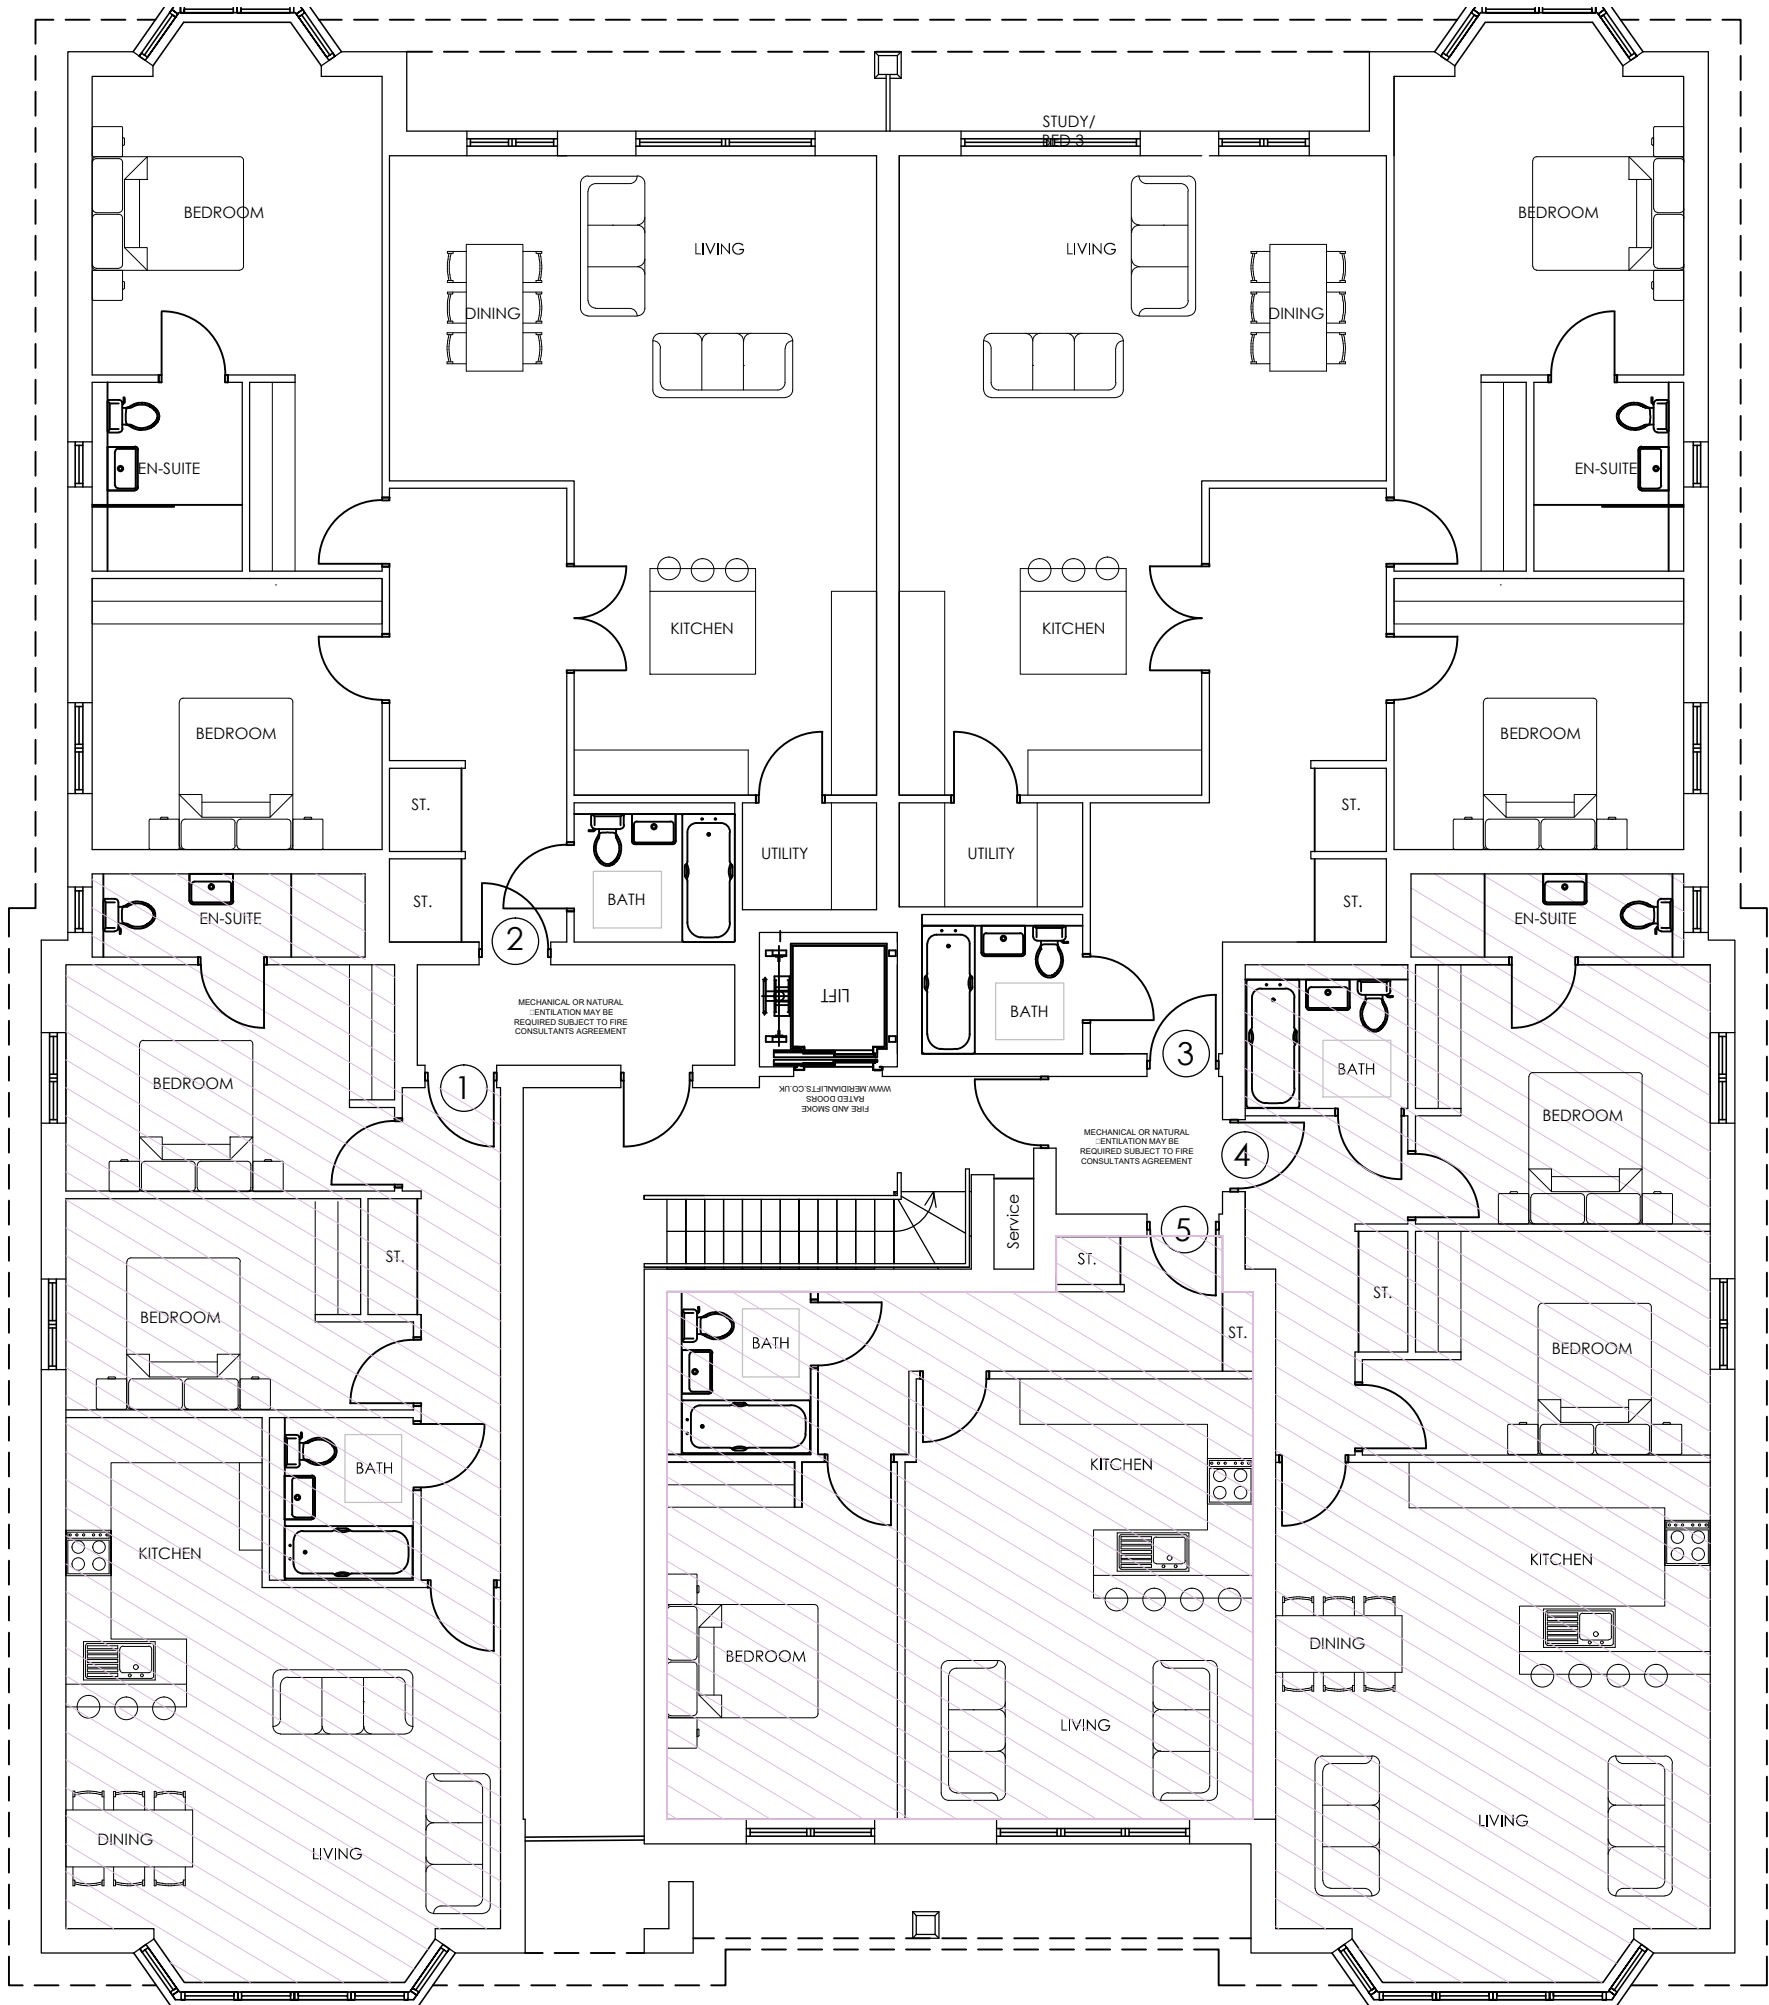 STUDY/
BED 3
BEDROOM
LIVING
LIVING
BEDROOM
DINING
DINING
EN-SUITE
EN-SUITE
KITCHEN
KITCHEN
BEDROOM
BEDROOM
ST.
ST.
UTILITY
UTILITY
ST.
BATH
ST.
EN-SUITE
EN-SUITE
2
LIFT
MECHANICAL OR NATURAL
□ENTILATION MAY BE
REQUIRED SUBJECT TO FIRE
CONSULTANTS AGREEMENT
BATH
3
BATH
BEDROOM
1
FIRE AND SMOKE
RATED DOORS
WWW.MERIDIANLIFTS.CO.UK
BEDROOM
MECHANICAL OR NATURAL
□ENTILATION MAY BE
REQUIRED SUBJECT TO FIRE
CONSULTANTS AGREEMENT
4
Service
5
ST.
ST.
ST.
BEDROOM
BATH
ST.
BEDROOM
BATH
KITCHEN
KITCHEN
KITCHEN
BEDROOM
DINING
LIVING
DINING
LIVING
LIVING